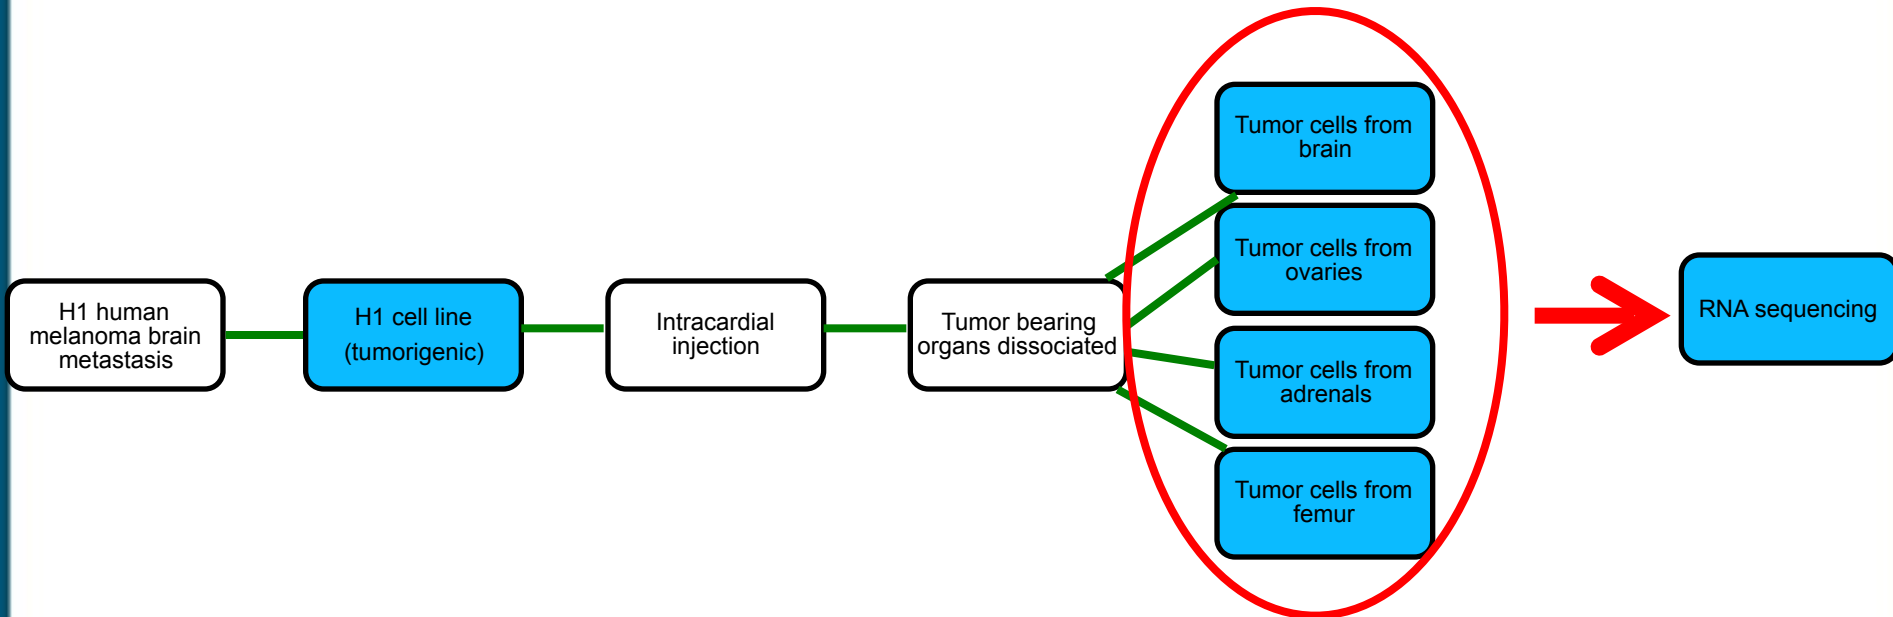 H1 human
melanoma brain
metastasis
H1 cell line
(tumorigenic)
Intracardial
injection
Tumor bearing
organs dissociated
Tumor cells from
brain
Tumor cells from
ovaries
Tumor cells from
adrenals
Tumor cells from
femur
RNA sequencing